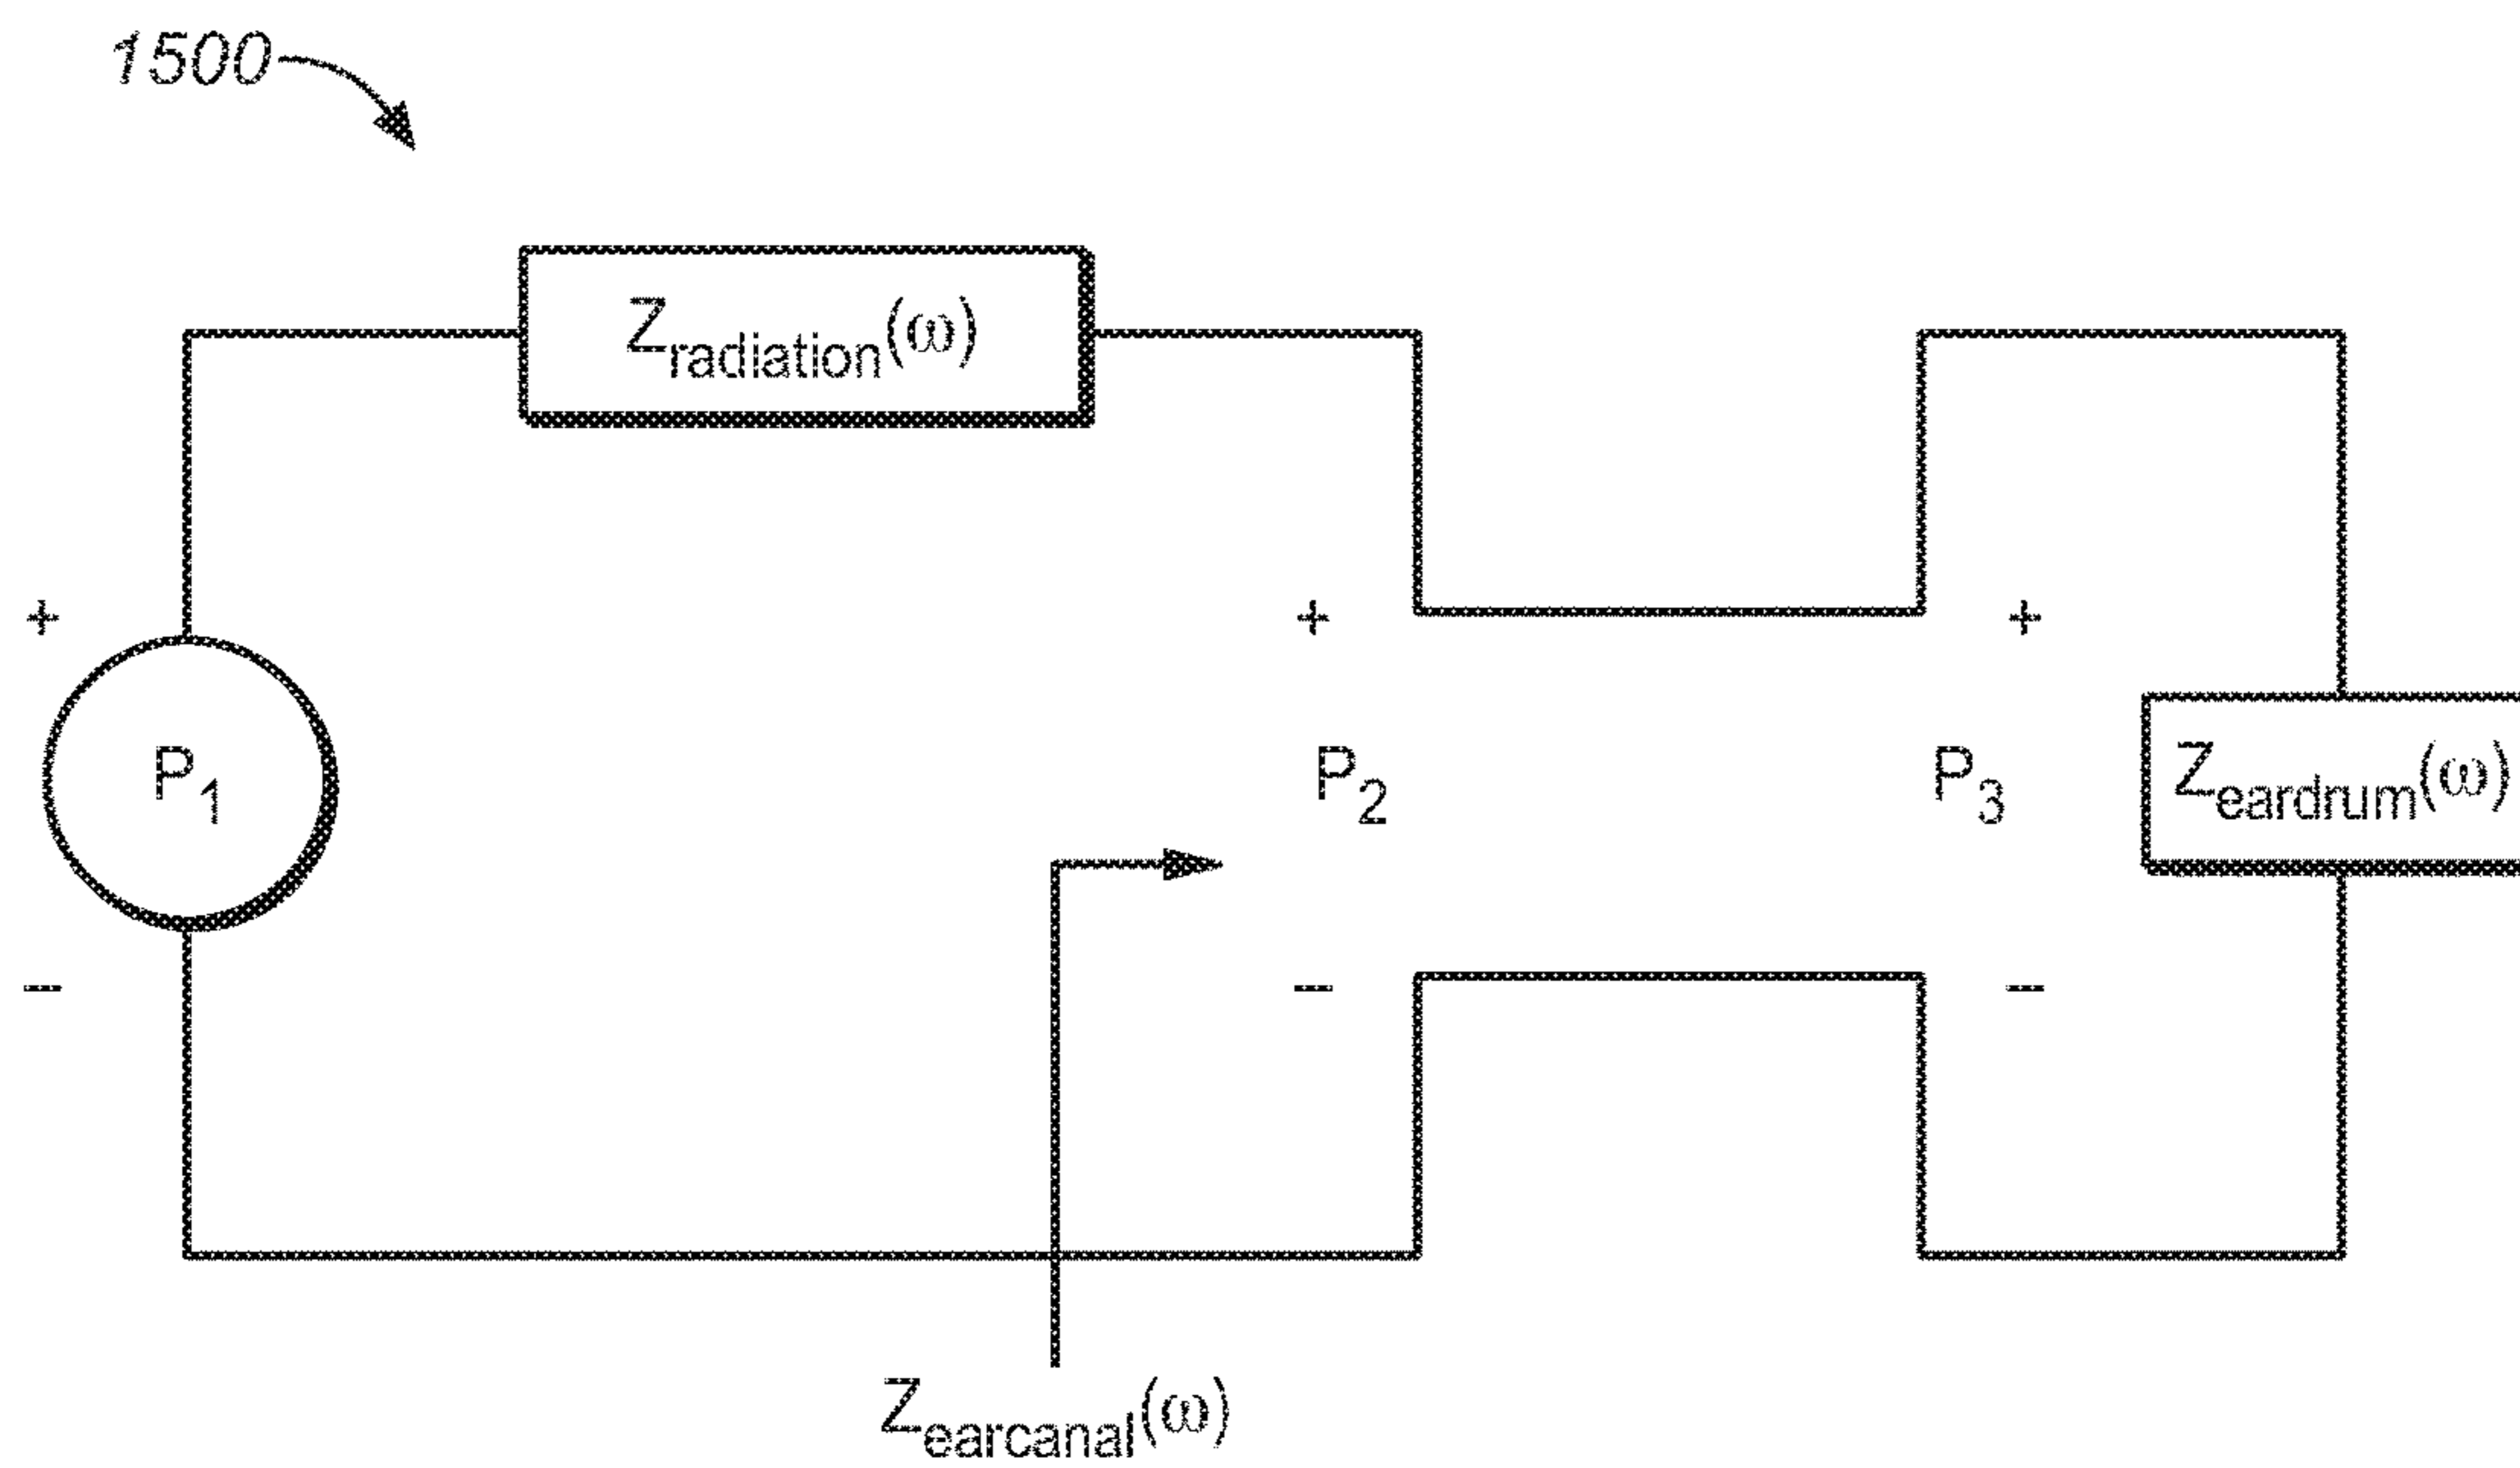 1500
Zradiation(ω)
+ + +
P1 P2 P3 Zeardrum(ω)
− − −
Zearcanal(ω)